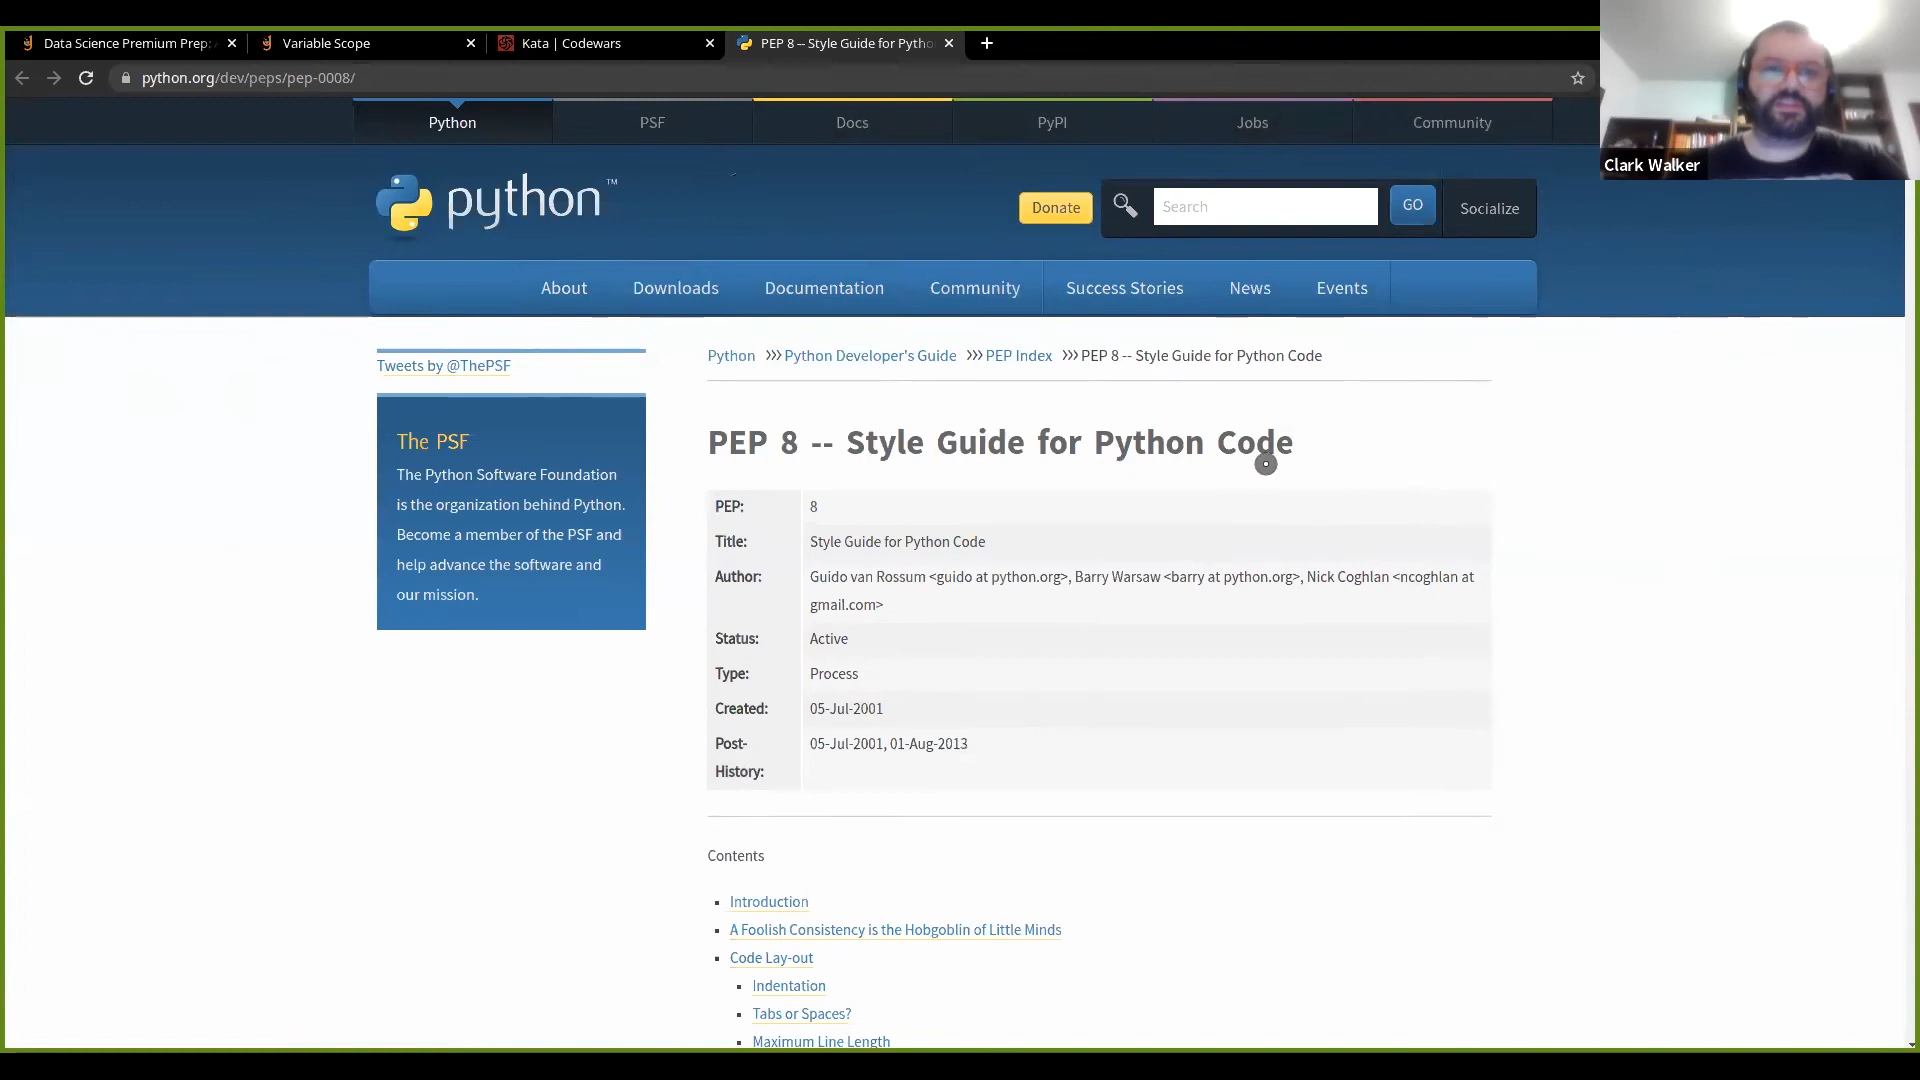 Data Science Premium Prep:
Variable Scope
Kata | Codewars
PEP 8 -- Style Guide for Pytho
python.org/dev/peps/pep-0008/
Python
PSF
Docs
PyPI
Jobs
Community
Clark Walker
python™
Donate
Search
GO
Socialize
About
Downloads
Documentation
Community
Success Stories
News
Events
Tweets by @ThePSF
The PSF
The Python Software Foundation
is the organization behind Python.
Become a member of the PSF and
help advance the software and
our mission.
Python >>> Python Developer's Guide >>> PEP Index >>> PEP 8 -- Style Guide for Python Code
PEP 8 -- Style Guide for Python Code
PEP: 8
Title: Style Guide for Python Code
Author: Guido van Rossum <guido at python.org>, Barry Warsaw <barry at python.org>, Nick Coghlan <ncoghlan at
gmail.com>
Status: Active
Type: Process
Created: 05-Jul-2001
Post- 05-Jul-2001, 01-Aug-2013
History:
Contents
Introduction
A Foolish Consistency is the Hobgoblin of Little Minds
Code Lay-out
Indentation
Tabs or Spaces?
Maximum Line Length